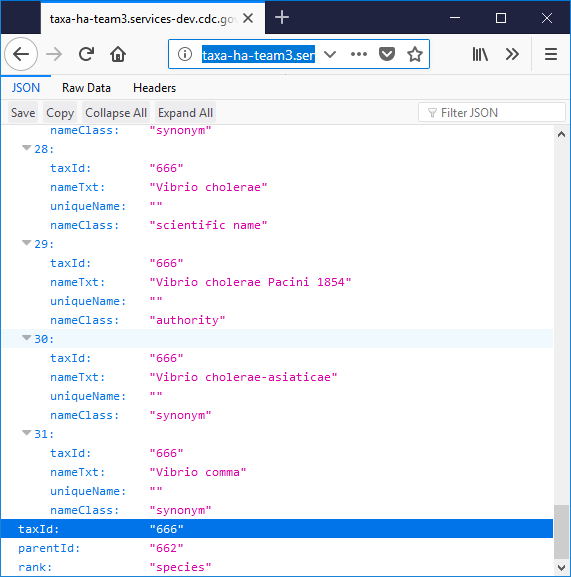 taxa-ha-team3.services-dev.cdc.go
taxa-ha-team3.ser
JSON Raw Data Headers
Save Copy Collapse All Expand All Filter JSON
nameClass: "synonym"
28:
taxId: "666"
nameTxt: "Vibrio cholerae"
uniqueName: ""
nameClass: "scientific name"
29:
taxId: "666"
nameTxt: "Vibrio cholerae Pacini 1854"
uniqueName: ""
nameClass: "authority"
30:
taxId: "666"
nameTxt: "Vibrio cholerae-asiaticae"
uniqueName: ""
nameClass: "synonym"
31:
taxId: "666"
nameTxt: "Vibrio comma"
uniqueName: ""
nameClass: "synonym"
taxId: "666"
parentId: "662"
rank: "species"